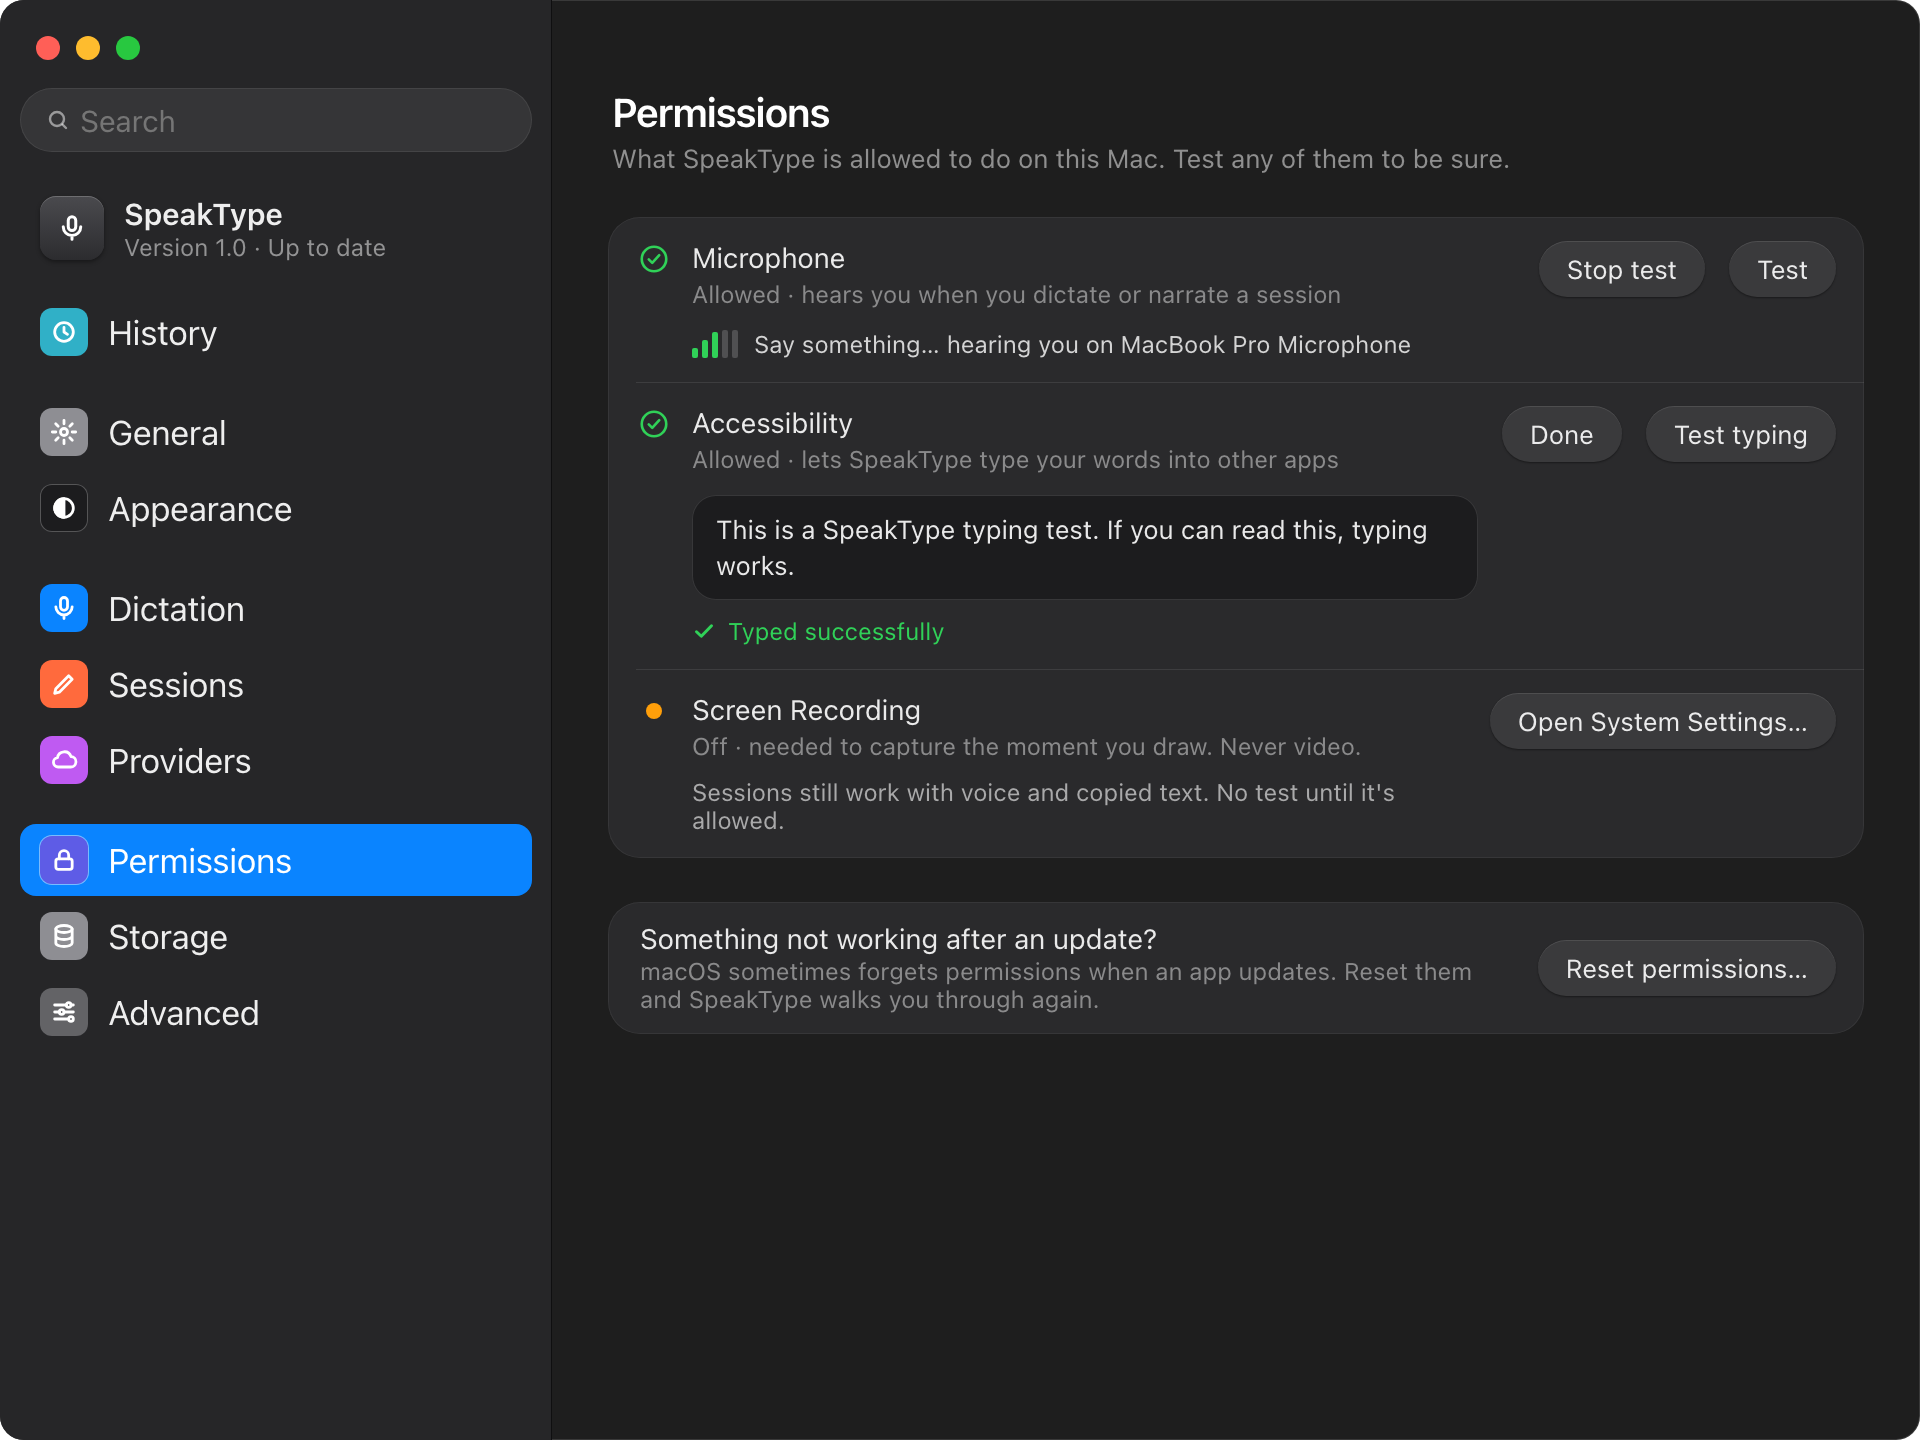 Search
SpeakType
Version 1.0 · Up to date
History
General
Appearance
Dictation
Sessions
Providers
Permissions
Storage
Advanced
Permissions
What SpeakType is allowed to do on this Mac. Test any of them to be sure.
Microphone
Allowed · hears you when you dictate or narrate a session
Stop test
Test
Say something... hearing you on MacBook Pro Microphone
Accessibility
Allowed · lets SpeakType type your words into other apps
Done
Test typing
This is a SpeakType typing test. If you can read this, typing
works.
Typed successfully
Screen Recording
Off · needed to capture the moment you draw. Never video.
Open System Settings...
Sessions still work with voice and copied text. No test until it's
allowed.
Something not working after an update?
macOS sometimes forgets permissions when an app updates. Reset them
and SpeakType walks you through again.
Reset permissions...